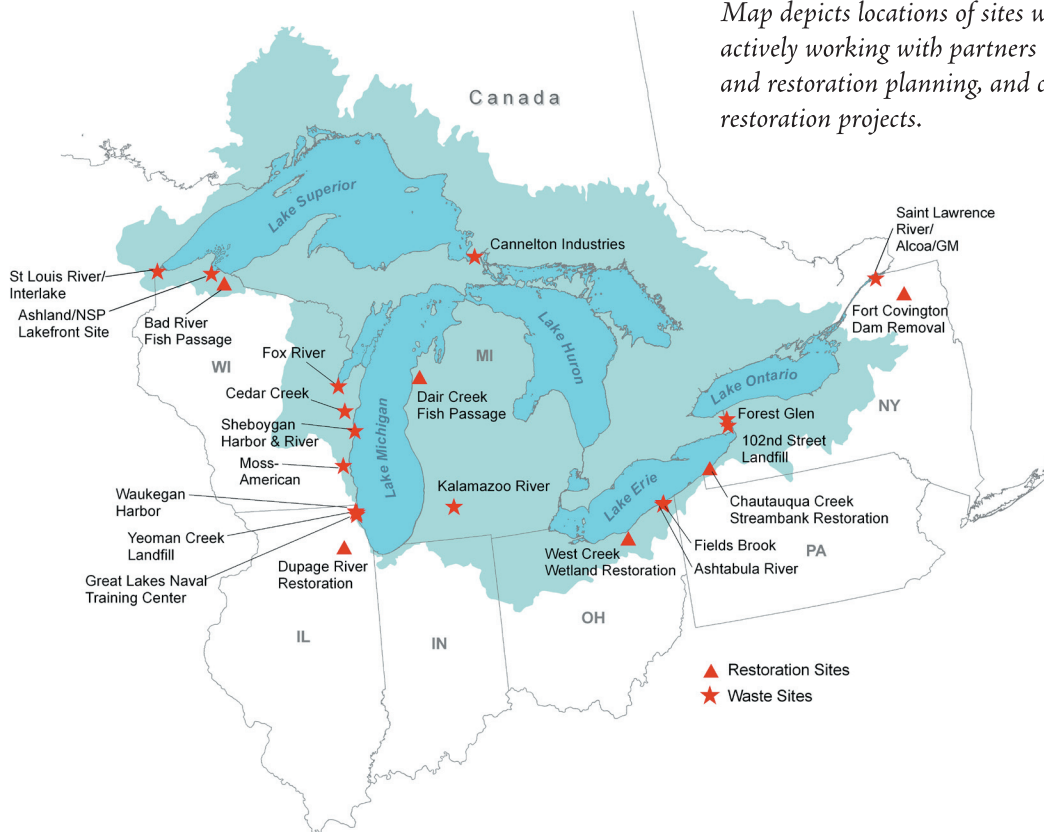 Map depicts locations of sites w
actively working with partners
and restoration planning, and c
restoration projects.
Canada
Lake Superior
Saint Lawrence
River/
Alcoa/GM
Cannelton Industries
St Louis River/
Interlake
Ashland/NSP
Lakefront Site
Bad River
Fish Passage
Fort Covington
Dam Removal
WI
Fox River
MI
Lake Huron
Lake Ontario
NY
Cedar Creek
Dair Creek
Fish Passage
Sheboygan
Harbor & River
Forest Glen
102nd Street
Landfill
Lake Michigan
Moss-
American
Kalamazoo River
Lake Erie
Waukegan
Harbor
Chautauqua Creek
Streambank Restoration
Yeoman Creek
Landfill
Fields Brook
Ashtabula River
PA
West Creek
Wetland Restoration
Great Lakes Naval
Training Center
Dupage River
Restoration
IL
IN
OH
Restoration Sites
Waste Sites